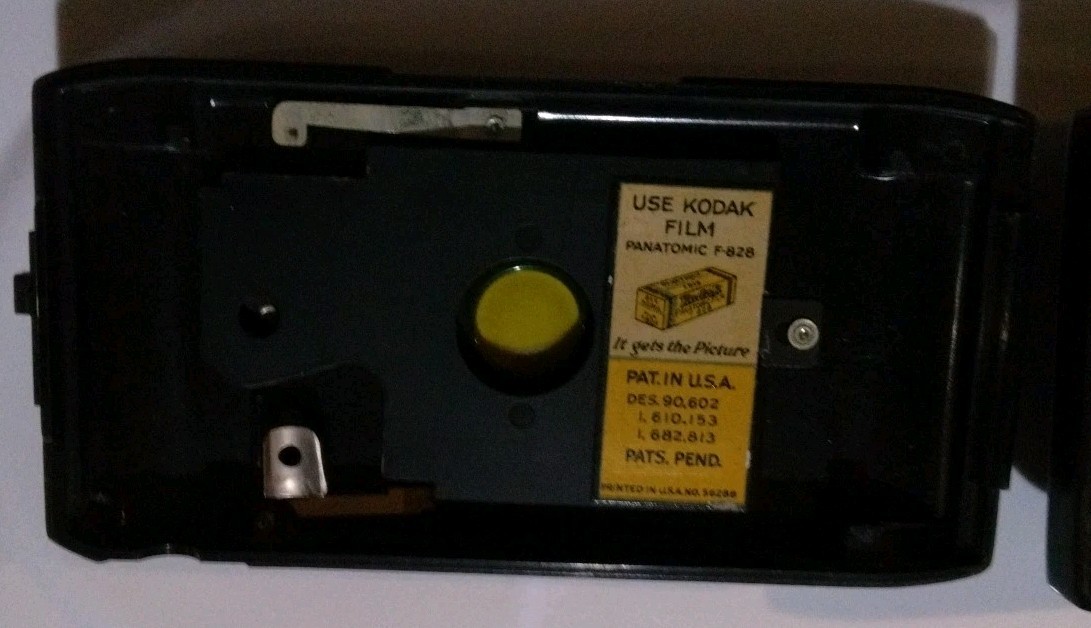 USE KODAK
FILM
PANATOMIC F-828
It gets the Picture
PAT. IN U.S.A.
DES. 90,602
1,610,153
1,682,813
PATS. PEND.
PRINTED IN U.S.A. NO.